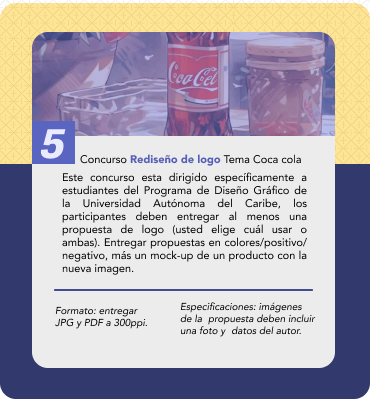 Coca-Col
5
Concurso Rediseño de logo Tema Coca cola
Este concurso esta dirigido especificamente a
estudiantes del Programa de Diseño Gráfico de
la Universidad Autónoma del Caribe, los
participantes deben entregar al menos una
propuesta de logo (usted elige cuál usar o
ambas). Entregar propuestas en colores/positivo/
negativo, más un mock-up de un producto con la
nueva imagen.
Formato: entregar
JPG y PDF a 300ppi.
Especificaciones: imágenes
de la propuesta deben incluir
una foto y datos del autor.